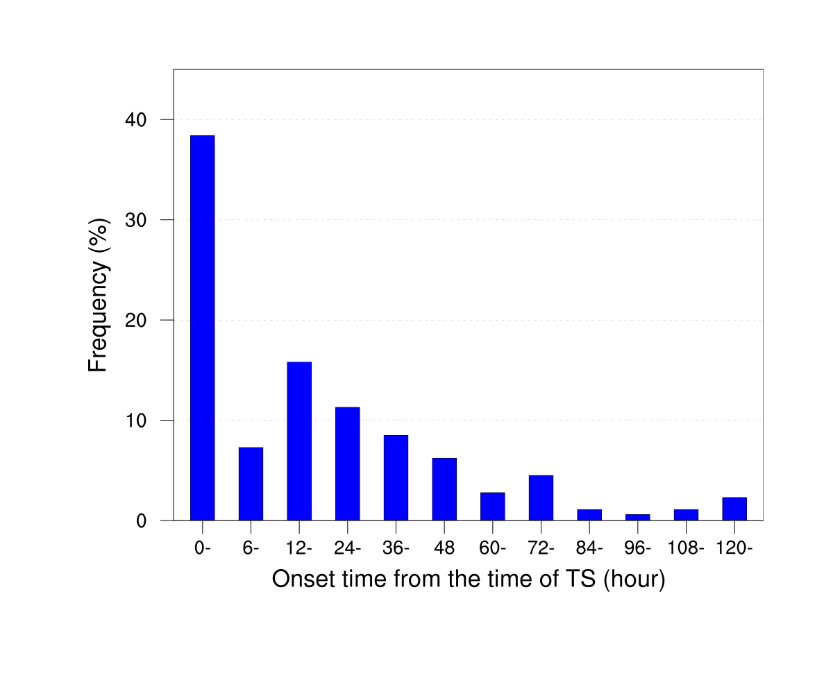 40
30
20
10
0
Frequency (%)
0- 6- 12- 24- 36- 48 60- 72- 84- 96- 108- 120-
Onset time from the time of TS (hour)